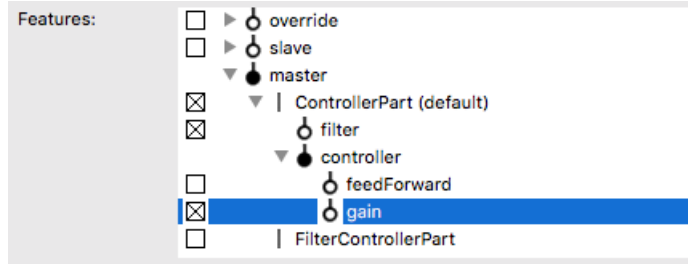 Features:
override
slave
master
ControllerPart (default)
filter
controller
feedForward
gain
FilterControllerPart